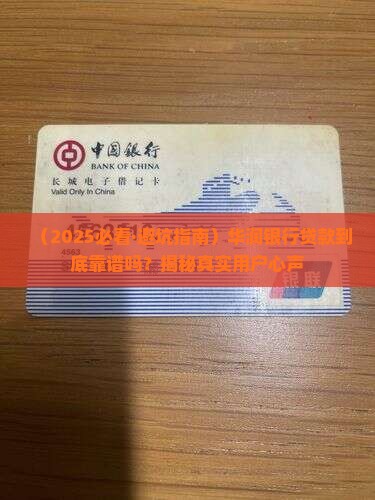 中国银行
BANK OF CHINA
长城电子借记卡
Valid Only In China
（2025必看·避坑指南）华润银行贷款到
底靠谱吗？揭秘真实用户心声
4563
银联